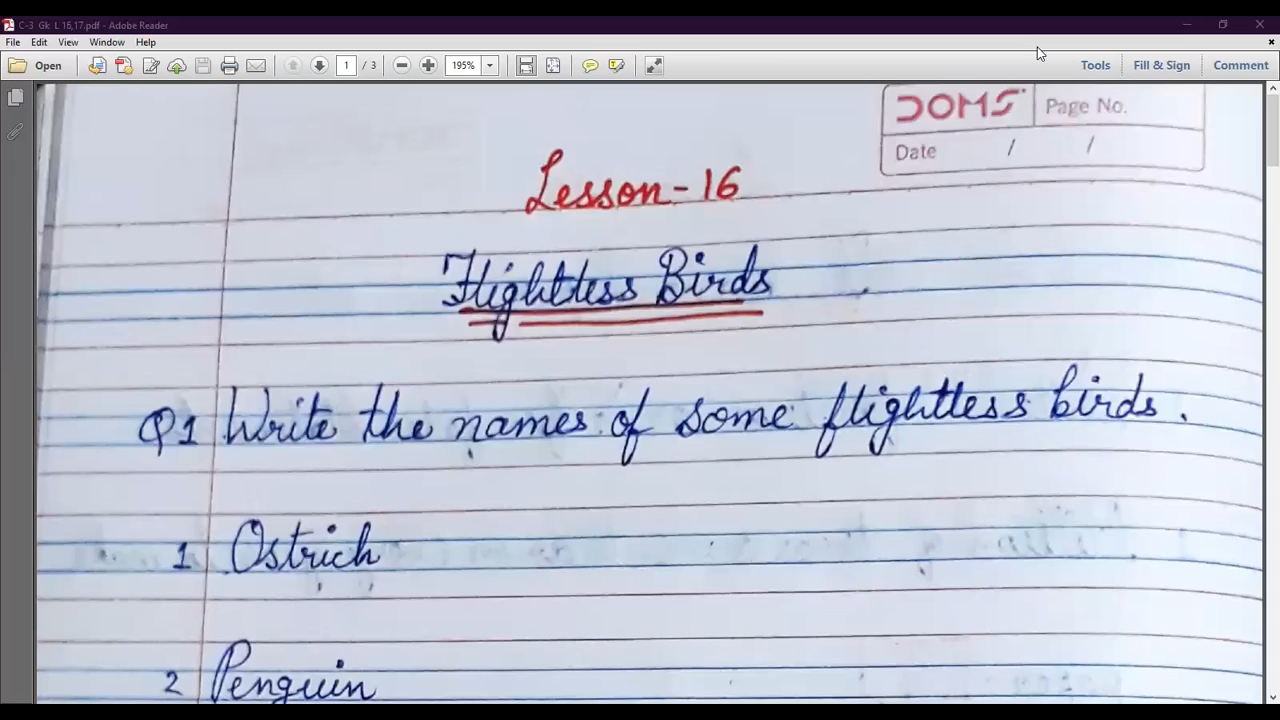 C-3 Gk L 16,17.pdf - Adobe Reader
File Edit View Window Help
Open 1 / 3 195% Tools Fill & Sign Comment
DOMS Page No.
Date / /
Lesson-16
Flightless Birds
Q1 Write the names of some flightless birds.
1 Ostrich
2 Penguin